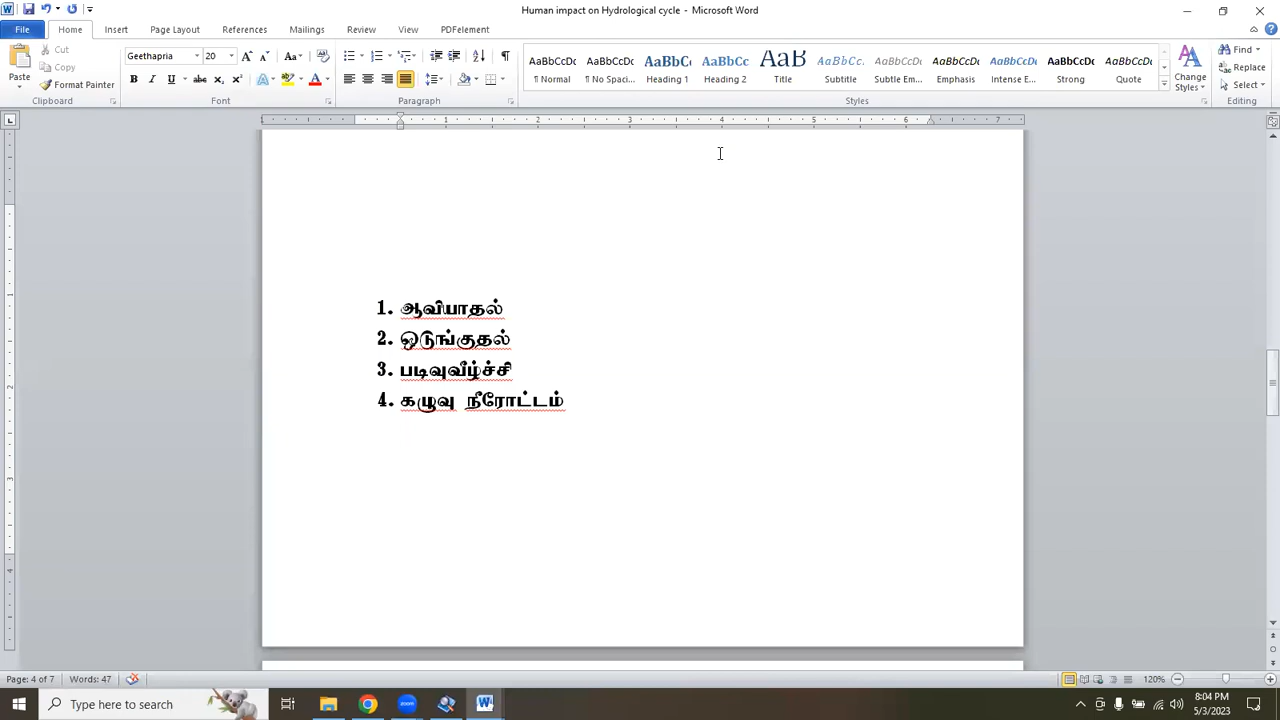 Human impact on Hydrological cycle - Microsoft Word
File Home Insert Page Layout References Mailings Review View PDFelement
Paste
Cut
Copy
Format Painter
Clipboard
Geethapria 20
Font
Paragraph
AaBbCcDc ¶ Normal
AaBbCcDc ¶ No Spaci...
AaBbC Heading 1
AaBbCc Heading 2
AaB Title
AaBbCc. Subtitle
AaBbCcDc Subtle Em...
AaBbCcDc Emphasis
AaBbCcDc Intense E...
AaBbCcDc Strong
AaBbCcDc Quote
Change Styles
Styles
Find
Replace
Select
Editing
1. ஆவியாதல்
2. ஒடுங்குதல்
3. படிவுவீழ்ச்சி
4. கழுவு நீரோட்டம்
Page: 4 of 7 Words: 47 120%
Type here to search
zoom
8:04 PM
5/3/2023